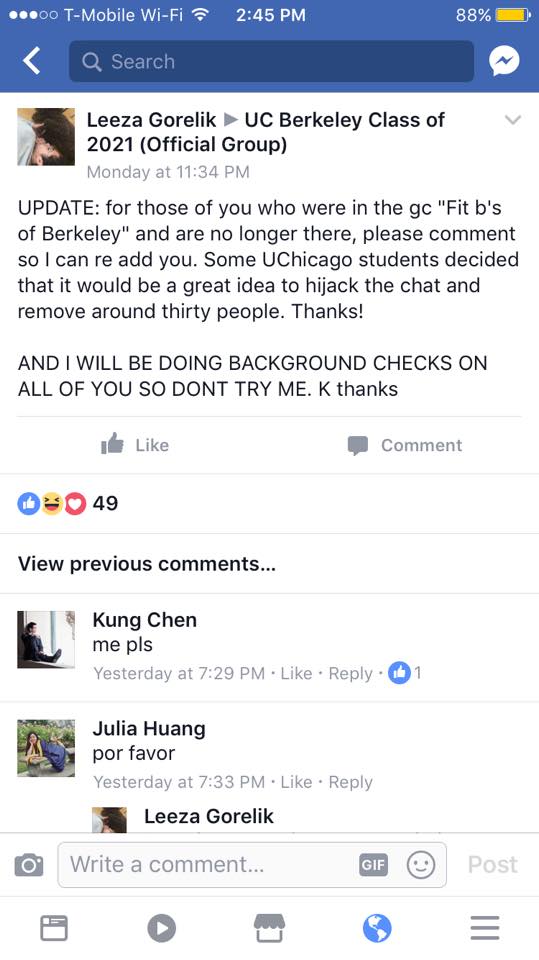 T-Mobile Wi-Fi 2:45 PM 88%
Search
Leeza Gorelik ▶ UC Berkeley Class of
2021 (Official Group)
Monday at 11:34 PM
UPDATE: for those of you who were in the gc "Fit b's
of Berkeley" and are no longer there, please comment
so I can re add you. Some UChicago students decided
that it would be a great idea to hijack the chat and
remove around thirty people. Thanks!
AND I WILL BE DOING BACKGROUND CHECKS ON
ALL OF YOU SO DONT TRY ME. K thanks
Like Comment
49
View previous comments...
Kung Chen
me pls
Yesterday at 7:29 PM · Like · Reply · 1
Julia Huang
por favor
Yesterday at 7:33 PM · Like · Reply
Leeza Gorelik
Write a comment... GIF Post